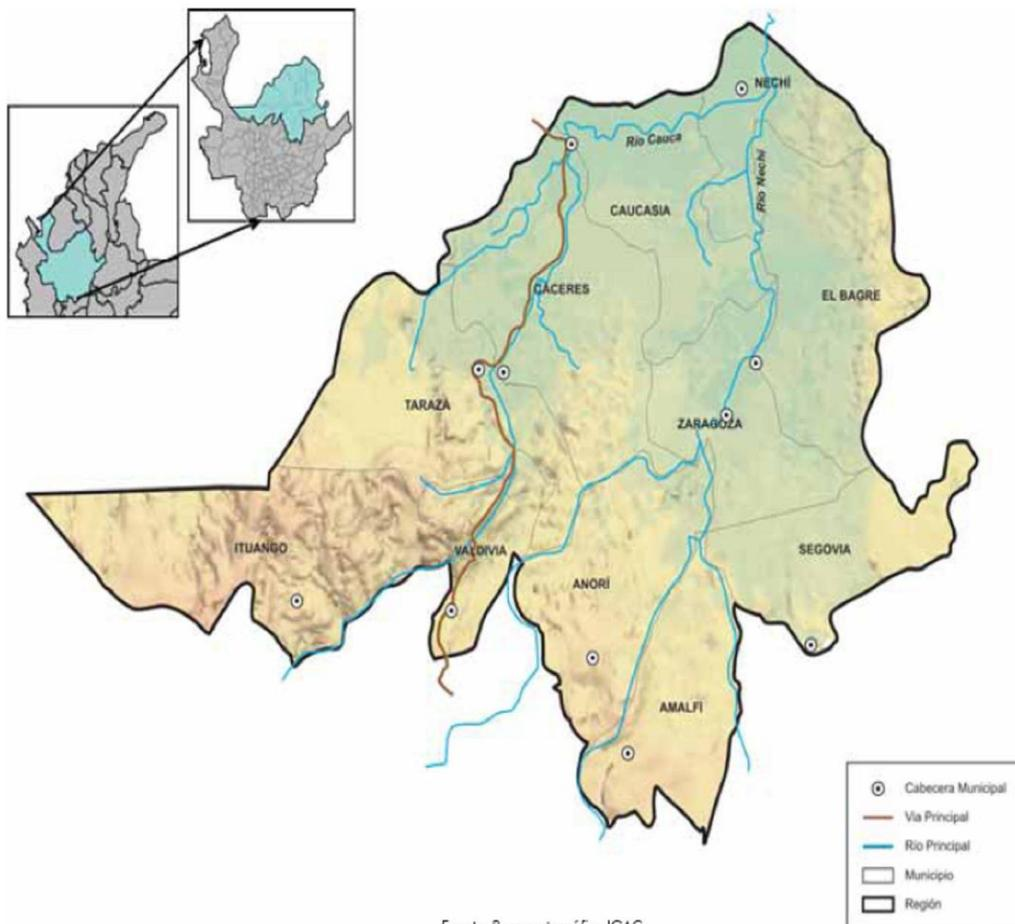 NECHÍ
Río Cauca
Río Nechí
CAUCASIA
CÁCERES
EL BAGRE
TARAZÁ
ZARAGOZA
ITUANGO
VALDIVIA
SEGOVIA
ANORÍ
AMALFÍ
Cabecera Municipal
Via Principal
Río Principal
Municipio
Región